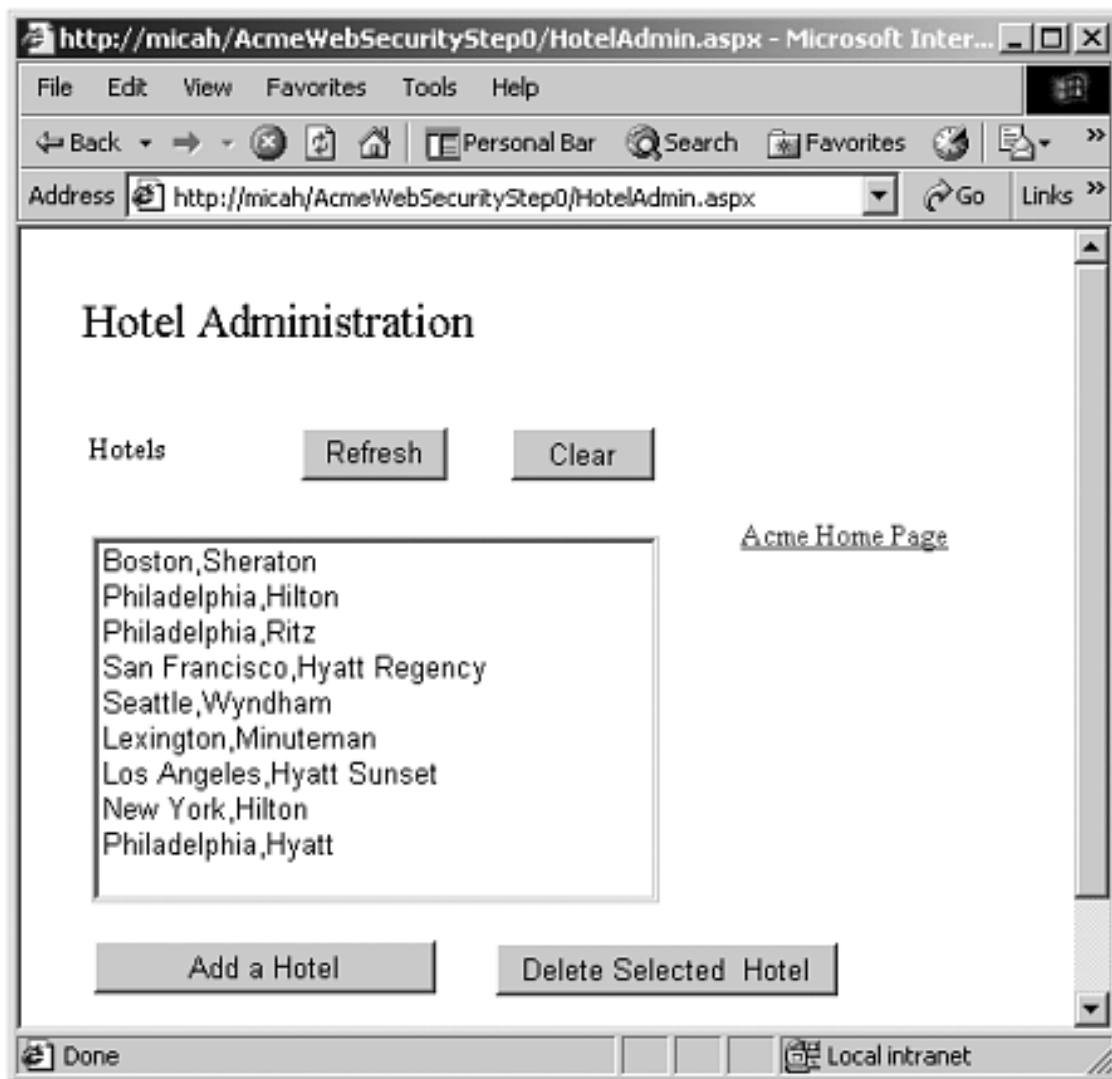 http://micah/AcmeWebSecurityStep0/HotelAdmin.aspx - Microsoft Inter...
File Edit View Favorites Tools Help
Back Personal Bar Search Favorites »
Address http://micah/AcmeWebSecurityStep0/HotelAdmin.aspx Go Links »
Hotel Administration
Hotels Refresh Clear
Acme Home Page
Boston,Sheraton
Philadelphia,Hilton
Philadelphia,Ritz
San Francisco,Hyatt Regency
Seattle,Wyndham
Lexington,Minuteman
Los Angeles,Hyatt Sunset
New York,Hilton
Philadelphia,Hyatt
Add a Hotel Delete Selected Hotel
Done Local intranet